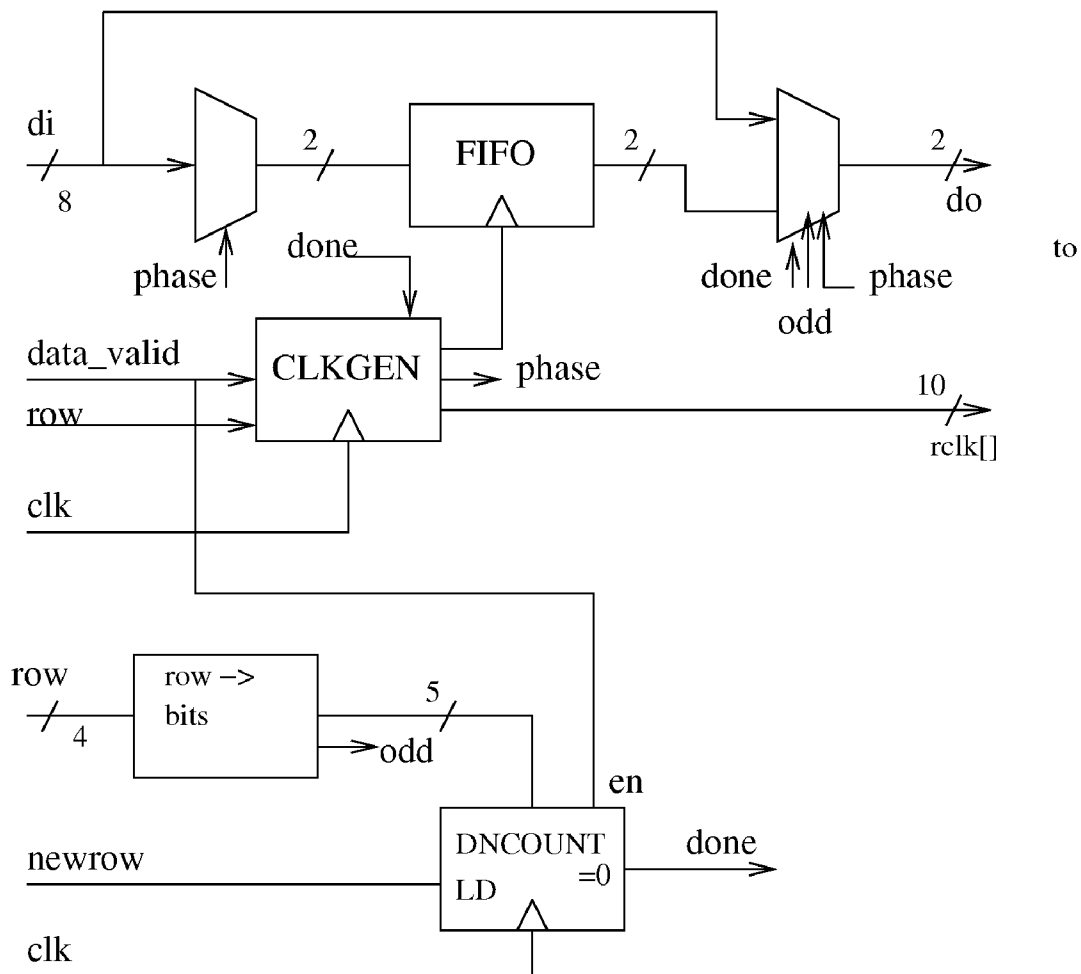 di
8
2
FIFO
2
2
do
phase
done
done
odd
phase
to
data_valid
CLKGEN
phase
row
10
rclk[]
clk
row
4
row −>
bits
5
odd
en
newrow
DNCOUNT
=0
LD
done
clk